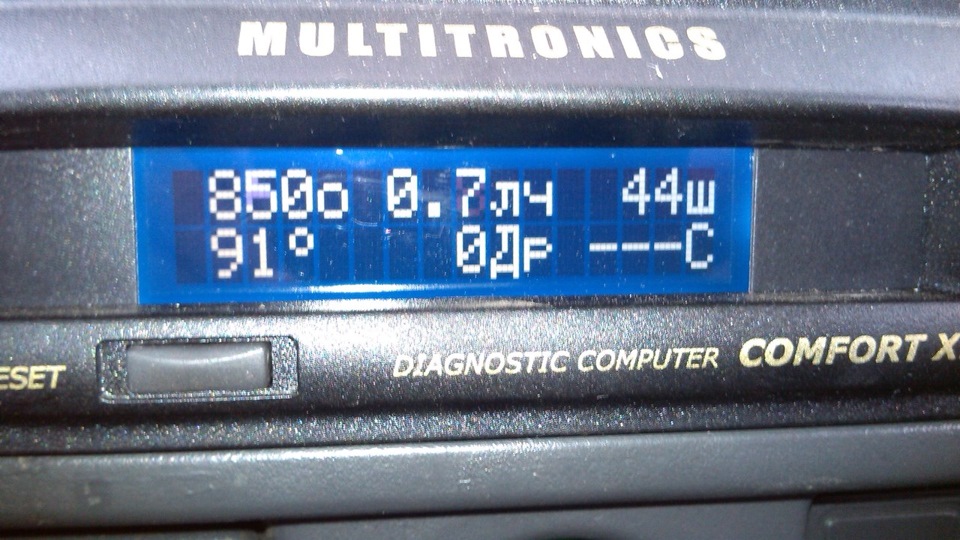 MULTITRONICS
850о 0.7лч 44ш
91° 0Др ---С
ESET
DIAGNOSTIC COMPUTER COMFORT X